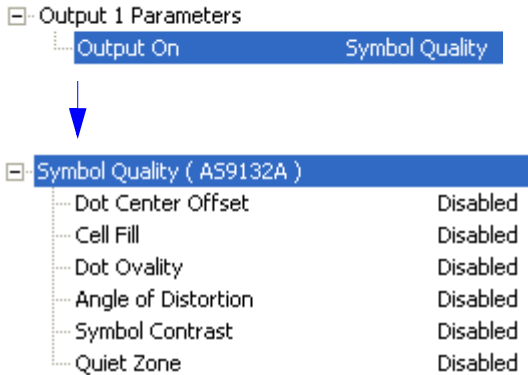 Output 1 Parameters
Output On Symbol Quality
Symbol Quality ( AS9132A )
Dot Center Offset Disabled
Cell Fill Disabled
Dot Ovality Disabled
Angle of Distortion Disabled
Symbol Contrast Disabled
Quiet Zone Disabled